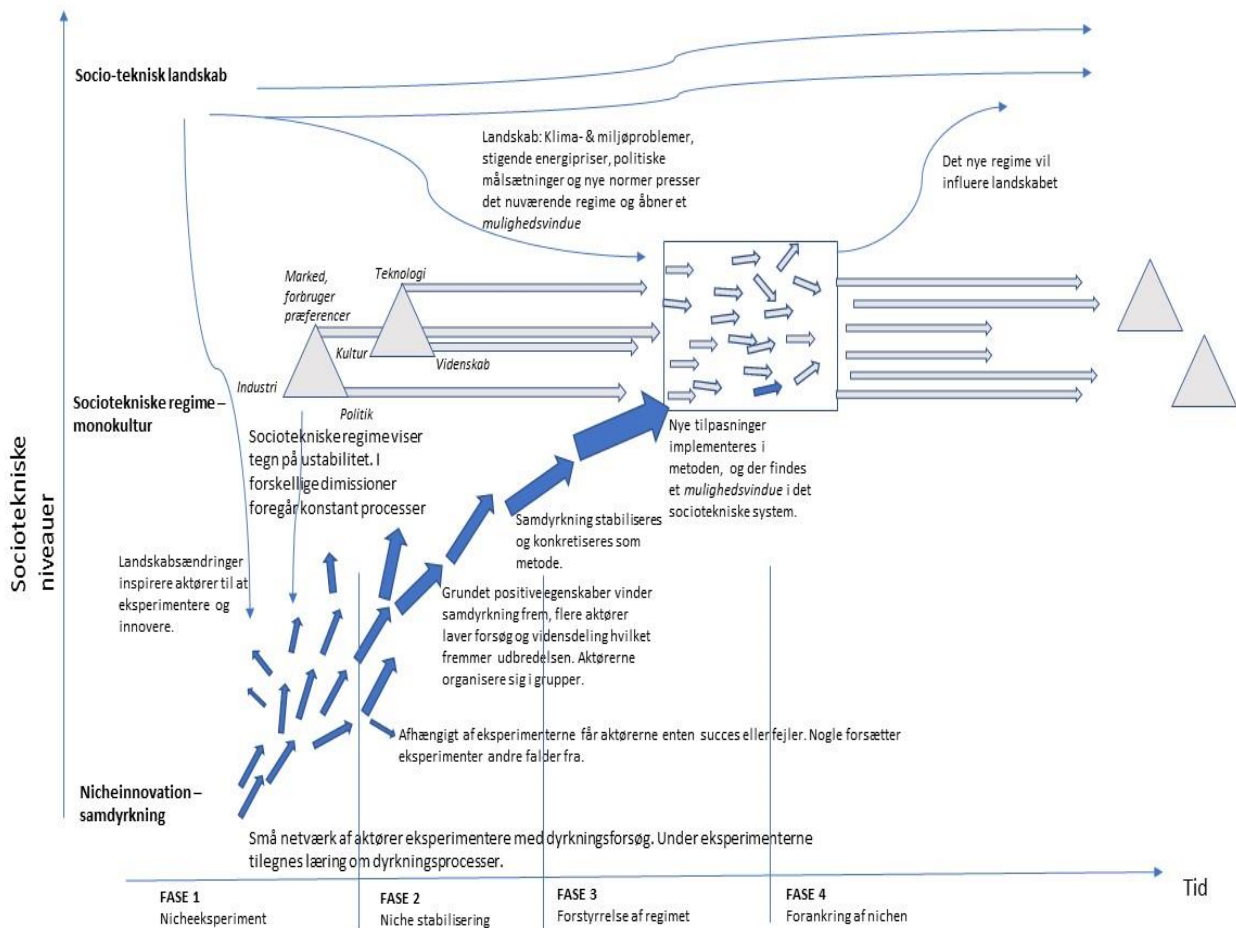 Socio-teknisk landskab
Landskab: Klima- & miljøproblemer,
stigende energipriser, politiske
målsætninger og nye normer presser
det nuværende regime og åbner et
mulighedsvindue
Det nye regime vil
influere landskabet
Teknologi
Marked,
forbruger
præferencer
Kultur
Videnskab
Industri
Politik
Sociotekniske regime –
monokultur
Sociotekniske regime viser
tegn på ustabilitet. I
forskellige dimissioner
foregår konstant processer
Nye tilpasninger
implementeres i
metoden, og der findes
et mulighedsvindue i det
sociotekniske system.
Samdyrkning stabiliseres
og konkretiseres som
metode.
Sociotekniske
niveauer
Landskabsændringer
inspirere aktører til at
eksperimentere og
innovere.
Grundet positive egenskaber vinder
samdyrkning frem, flere aktører
laver forsøg og vidensdeling hvilket
fremmer udbredelsen. Aktørerne
organisere sig i grupper.
Afhængigt af eksperimenterne får aktørerne enten succes eller fejler. Nogle forsætter
eksperimenter andre falder fra.
Nicheinnovation –
samdyrkning
Små netværk af aktører eksperimentere med dyrkningsforsøg. Under eksperimenterne
tilegnes læring om dyrkningsprocesser.
Tid
FASE 1
Nicheeksperiment
FASE 2
Niche stabilisering
FASE 3
Forstyrrelse af regimet
FASE 4
Forankring af nichen